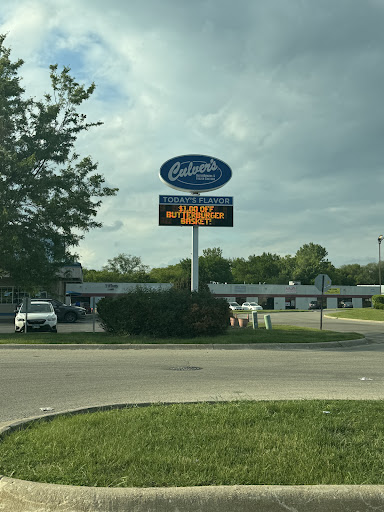 Culver's
TODAY'S FLAVOR
$1.00 OFF
BUTTERBURGER
BASKET!